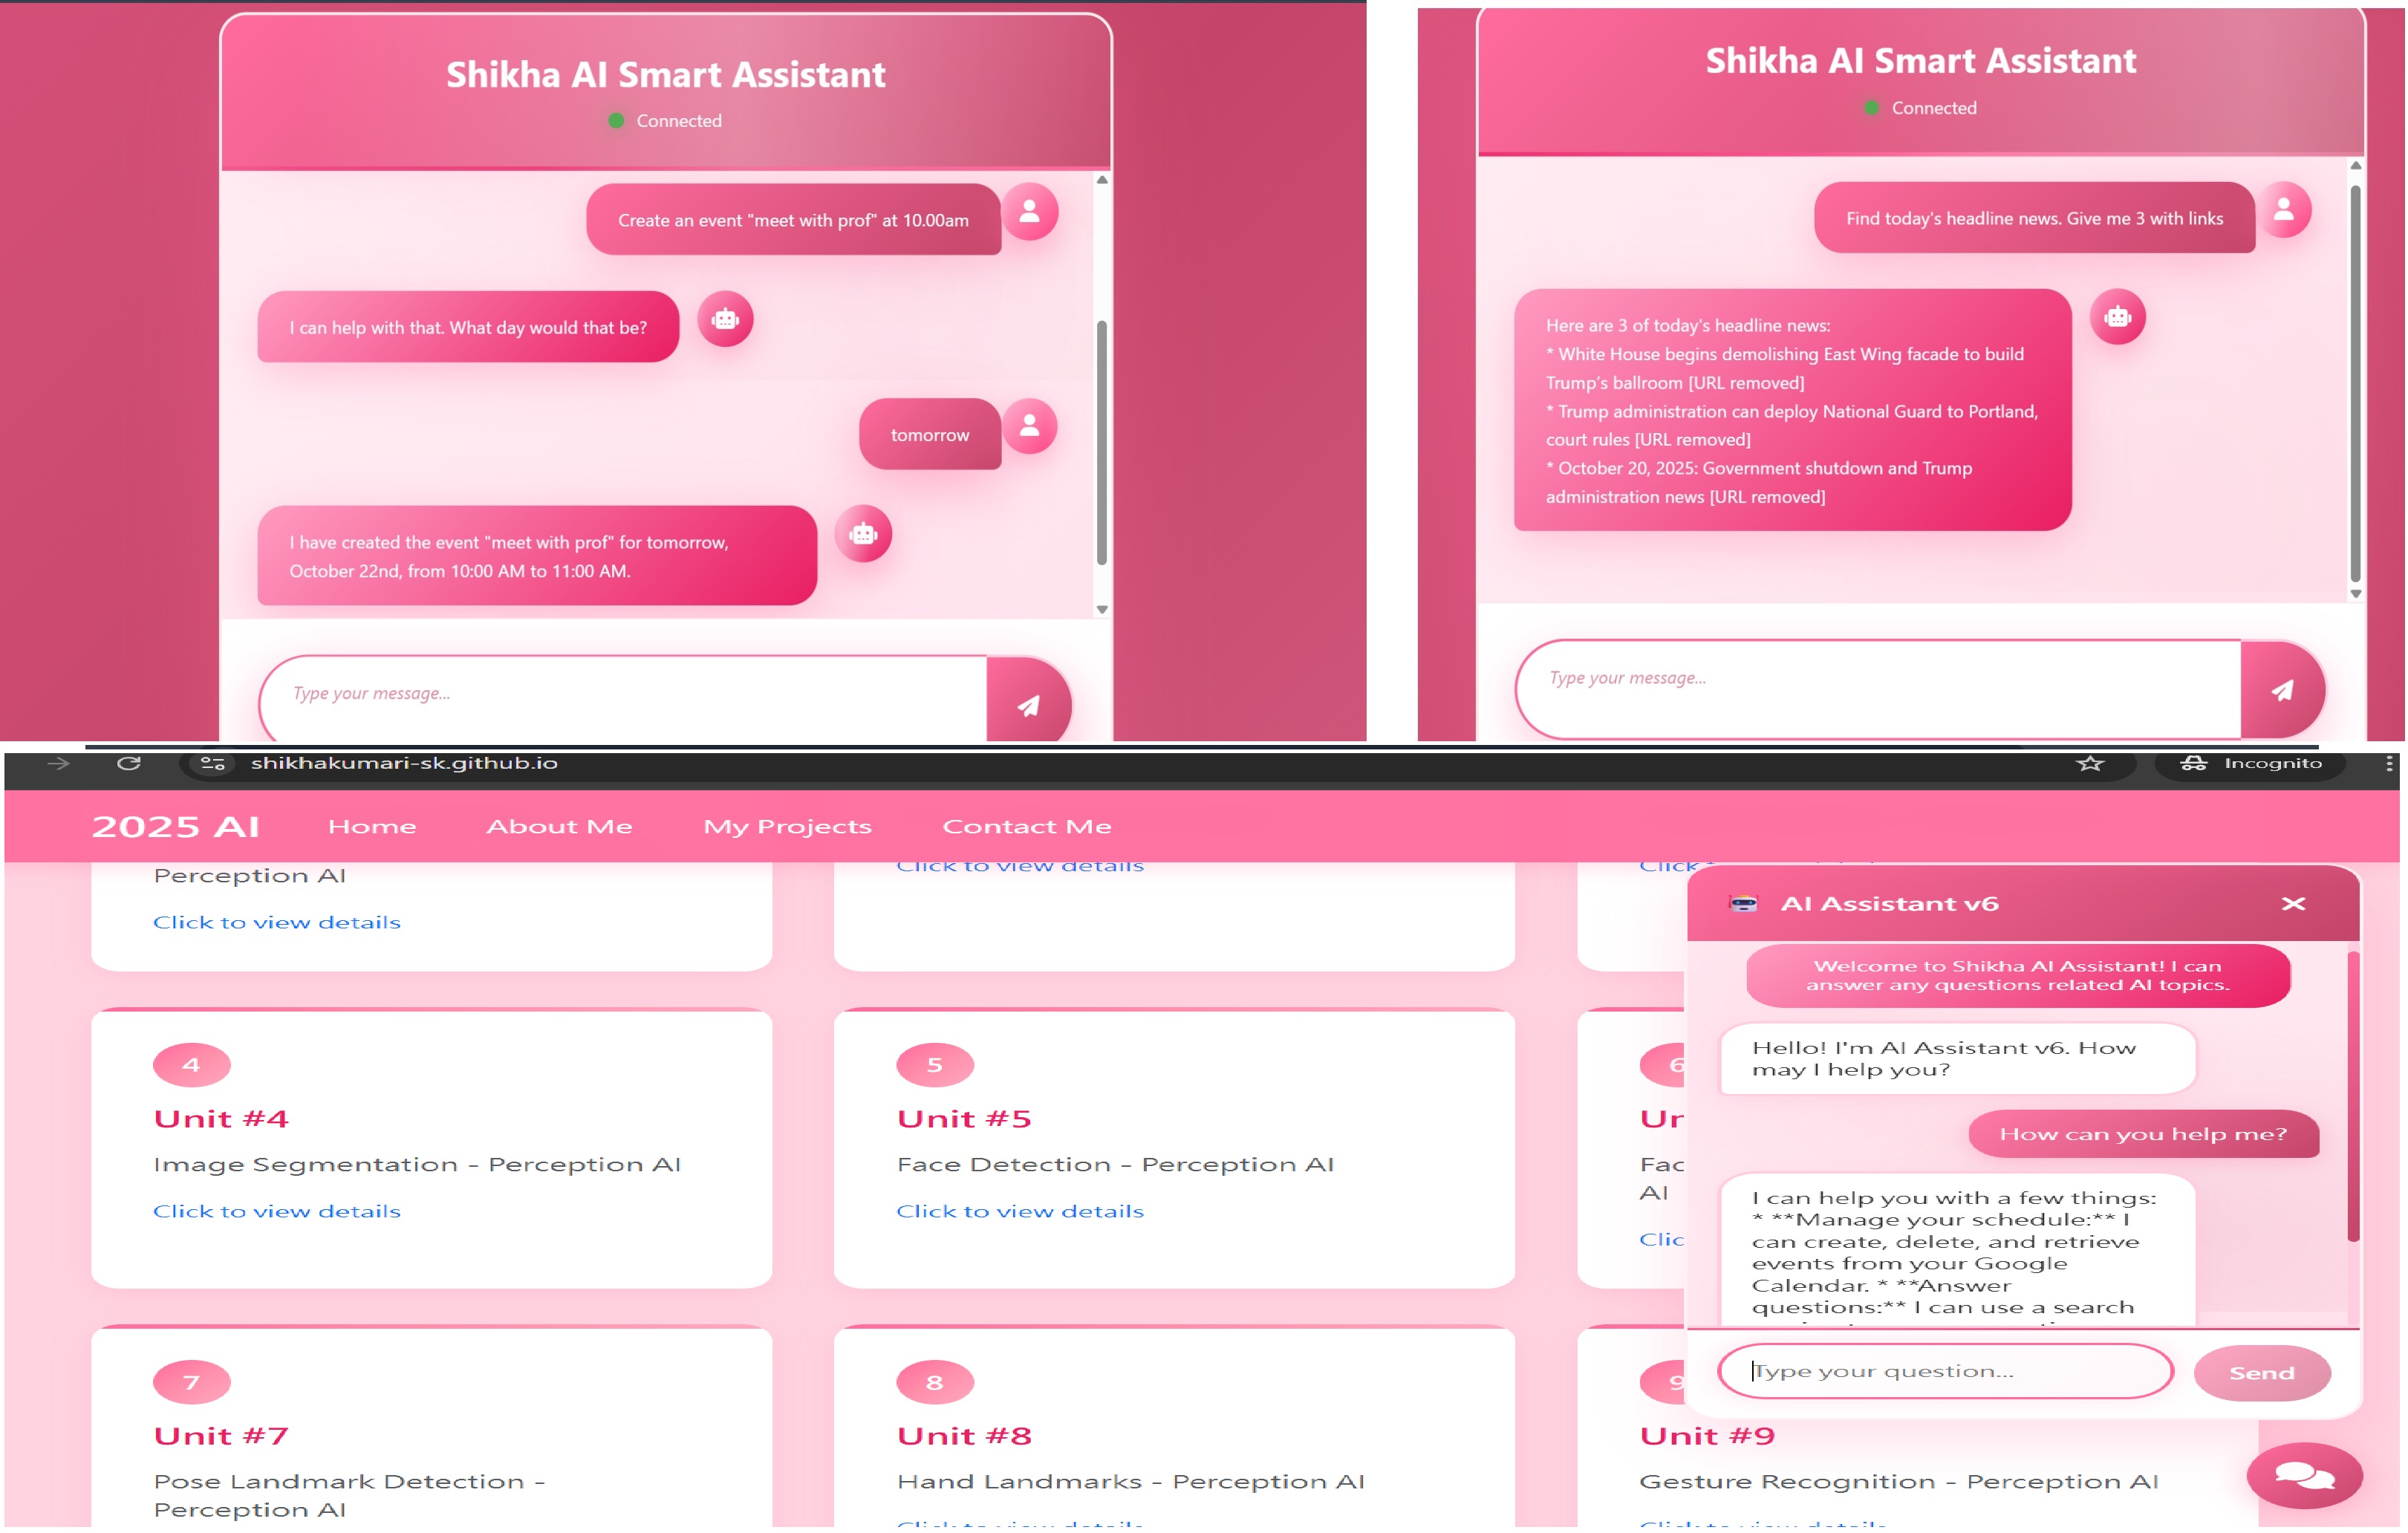 Shikha AI Smart Assistant
Connected
Create an event "meet with prof" at 10.00am
I can help with that. What day would that be?
tomorrow
I have created the event "meet with prof" for tomorrow,
October 22nd, from 10:00 AM to 11:00 AM.
Type your message...
Shikha AI Smart Assistant
Connected
Find today's headline news. Give me 3 with links
Here are 3 of today's headline news:
* White House begins demolishing East Wing facade to build
Trump's ballroom [URL removed]
* Trump administration can deploy National Guard to Portland,
court rules [URL removed]
* October 20, 2025: Government shutdown and Trump
administration news [URL removed]
Type your message...
shikhakumari-sk.github.io
Incognito
2025 AI
Home
About Me
My Projects
Contact Me
Perception AI
Click to view details
Click to view details
Click
4
Unit #4
Image Segmentation - Perception AI
Click to view details
5
Unit #5
Face Detection - Perception AI
Click to view details
6
AI
7
Unit #7
Pose Landmark Detection -
Perception AI
8
Unit #8
Hand Landmarks - Perception AI
Click to view details
9
Unit #9
Gesture Recognition - Perception AI
Click to view details
AI Assistant v6
Welcome to Shikha AI Assistant! I can
answer any questions related AI topics.
Hello! I'm AI Assistant v6. How
may I help you?
How can you help me?
I can help you with a few things:
* **Manage your schedule:** I
can create, delete, and retrieve
events from your Google
Calendar. * **Answer
questions:** I can use a search
Type your question...
Send